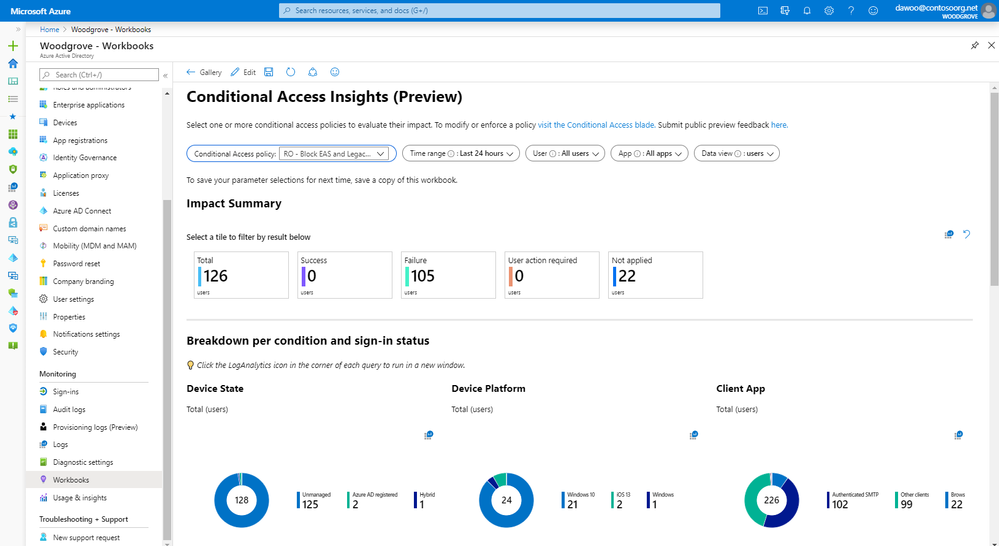 Microsoft Azure
Search resources, services, and docs (G+/)
dawoo@contosoorg.net
WOODGROVE
Home > Woodgrove - Workbooks
Woodgrove - Workbooks
Azure Active Directory
Search (Ctrl+/)
Roles and administrators
Enterprise applications
Devices
App registrations
Identity Governance
Application proxy
Licenses
Azure AD Connect
Custom domain names
Mobility (MDM and MAM)
Password reset
Company branding
User settings
Properties
Notifications settings
Security
Monitoring
Sign-ins
Audit logs
Provisioning logs (Preview)
Logs
Diagnostic settings
Workbooks
Usage & insights
Troubleshooting + Support
New support request
Gallery Edit
Conditional Access Insights (Preview)
Select one or more conditional access policies to evaluate their impact. To modify or enforce a policy visit the Conditional Access blade. Submit public preview feedback here.
Conditional Access policy: RO - Block EAS and Legac... Time range : Last 24 hours User : All users App : All apps Data view : users
To save your parameter selections for next time, save a copy of this workbook.
Impact Summary
Select a tile to filter by result below
Total Success Failure User action required Not applied
126 0 105 0 22
users users users users users
Breakdown per condition and sign-in status
Click the LogAnalytics icon in the corner of each query to run in a new window.
Device State Device Platform Client App
Total (users) Total (users) Total (users)
128 Unmanaged 125 Azure AD registered 2 Hybrid 1
24 Windows 10 21 iOS 13 2 Windows 1
226 Authenticated SMTP 102 Other clients 99 Brows 22